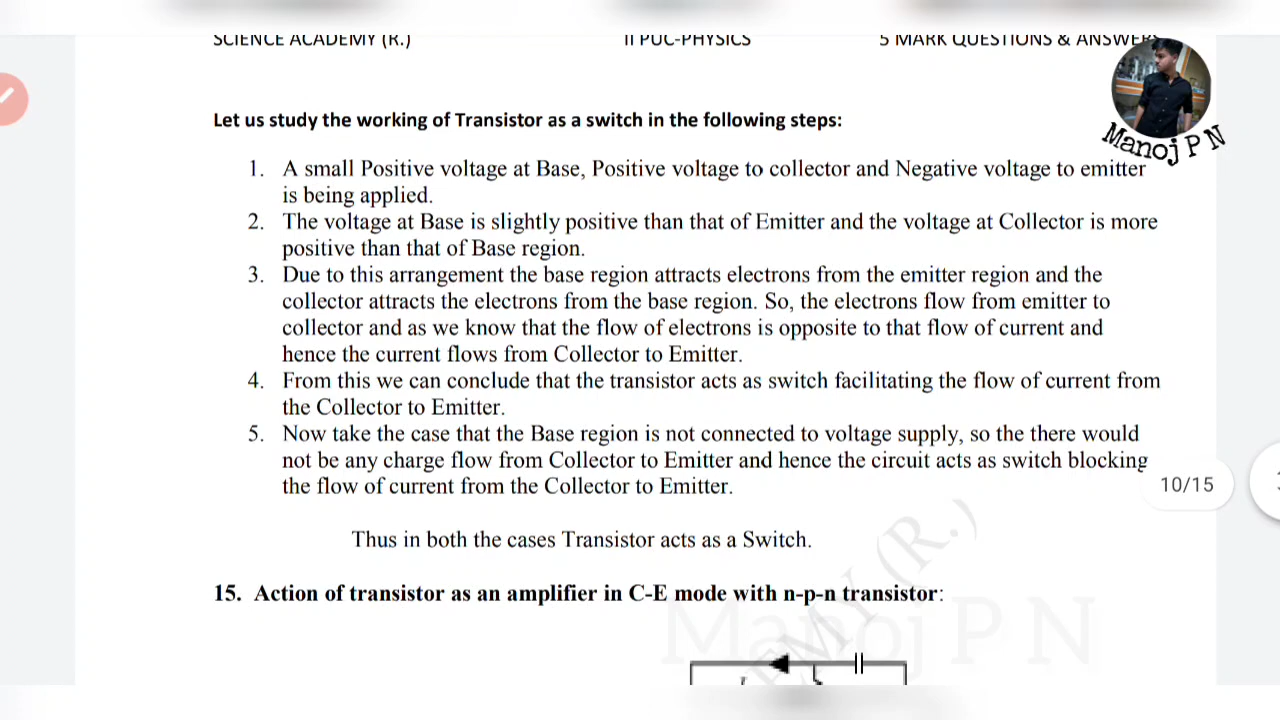 SCIENCE ACADEMY (R.) II PUC-PHYSICS 5 MARK QUESTIONS & ANSWERS
Manoj P N
Let us study the working of Transistor as a switch in the following steps:
1. A small Positive voltage at Base, Positive voltage to collector and Negative voltage to emitter
is being applied.
2. The voltage at Base is slightly positive than that of Emitter and the voltage at Collector is more
positive than that of Base region.
3. Due to this arrangement the base region attracts electrons from the emitter region and the
collector attracts the electrons from the base region. So, the electrons flow from emitter to
collector and as we know that the flow of electrons is opposite to that flow of current and
hence the current flows from Collector to Emitter.
4. From this we can conclude that the transistor acts as switch facilitating the flow of current from
the Collector to Emitter.
5. Now take the case that the Base region is not connected to voltage supply, so the there would
not be any charge flow from Collector to Emitter and hence the circuit acts as switch blocking
the flow of current from the Collector to Emitter.
10/15
Thus in both the cases Transistor acts as a Switch.
EMY (R.)
15. Action of transistor as an amplifier in C-E mode with n-p-n transistor:
Manoj P N